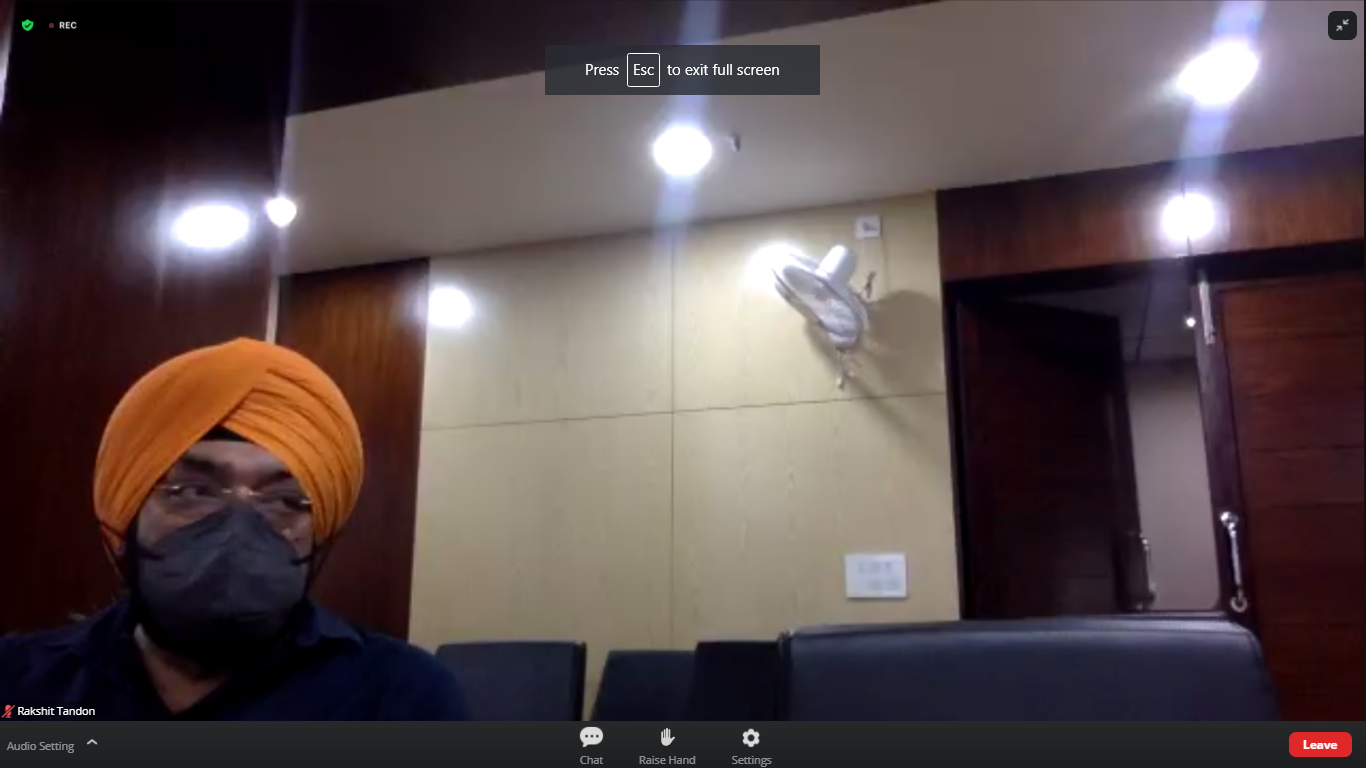 REC
Press Esc to exit full screen
Rakshit Tandon
Audio Setting
Chat
Raise Hand
Settings
Leave